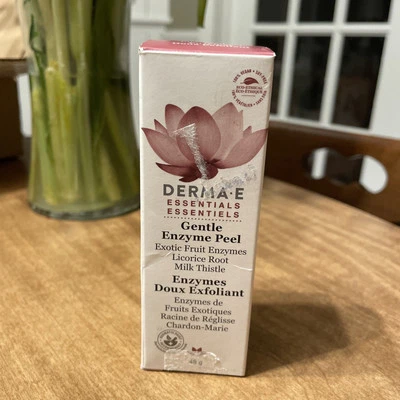 DERMA·E
ESSENTIALS
ESSENTIELS
Gentle
Enzyme Peel
Exotic Fruit Enzymes
Licorice Root
Milk Thistle
Enzymes
Doux Exfoliant
Enzymes de
Fruits Exotiques
Racine de Réglisse
Chardon-Marie